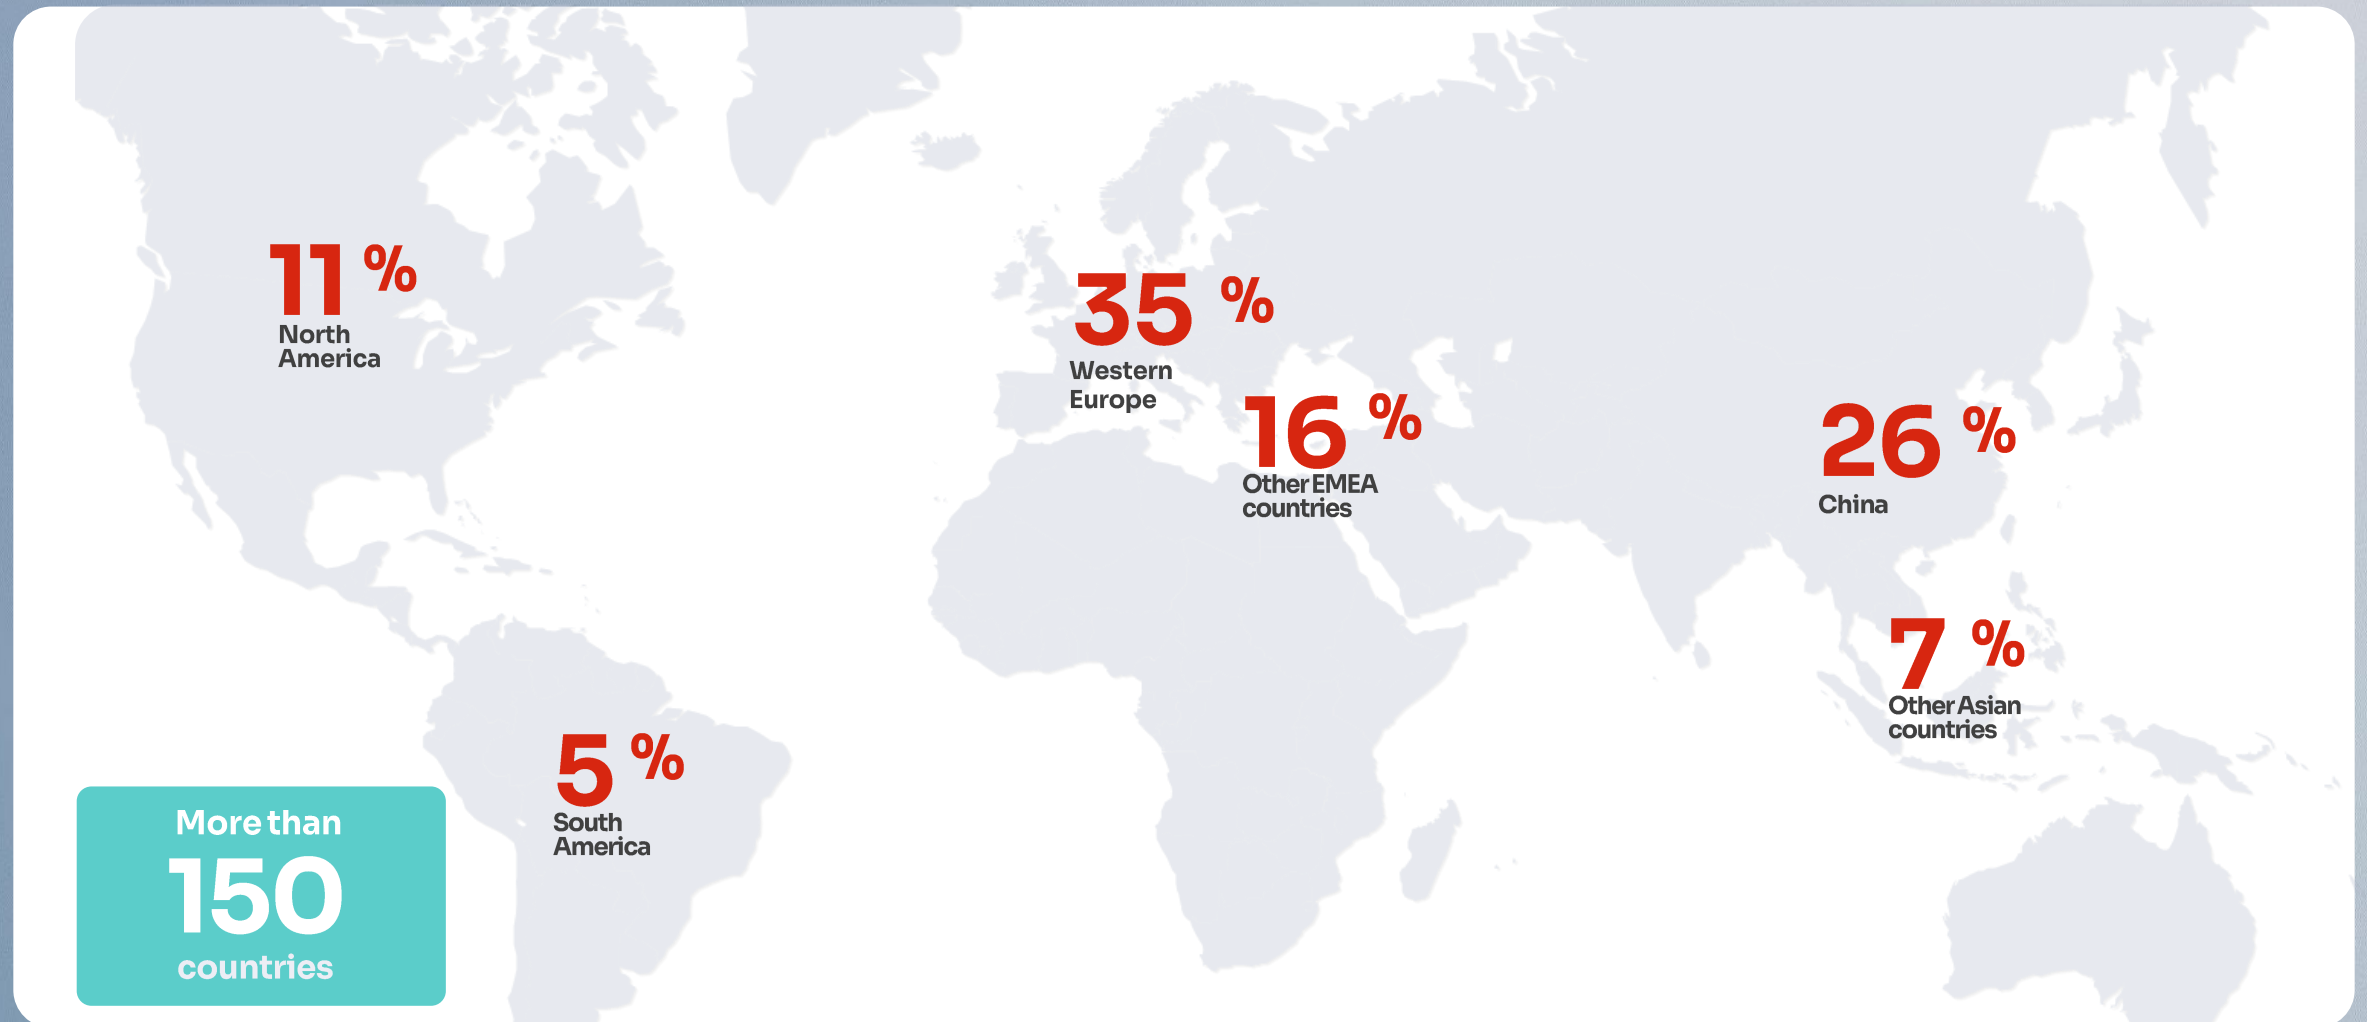 11 %
North
America
35 %
Western
Europe
16 %
Other EMEA
countries
26 %
China
7 %
Other Asian
countries
5 %
South
America
More than
150
countries